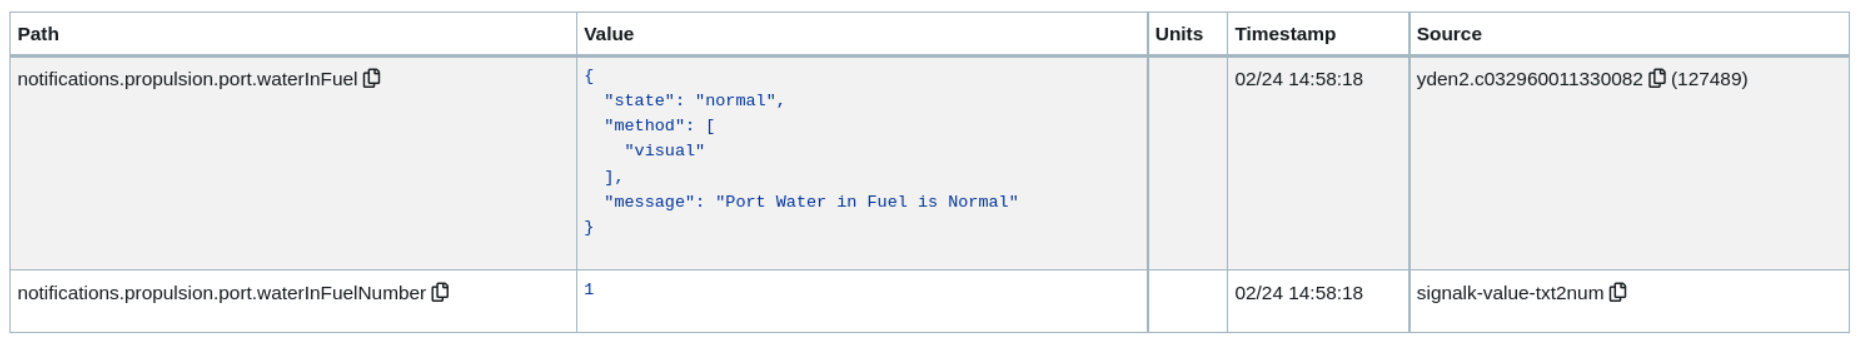 Path Value Units Timestamp Source
notifications.propulsion.port.waterInFuel { 02/24 14:58:18 yden2.c032960011330082 (127489)
"state": "normal",
"method": [
"visual"
],
"message": "Port Water in Fuel is Normal"
}
notifications.propulsion.port.waterInFuelNumber 1 02/24 14:58:18 signalk-value-txt2num